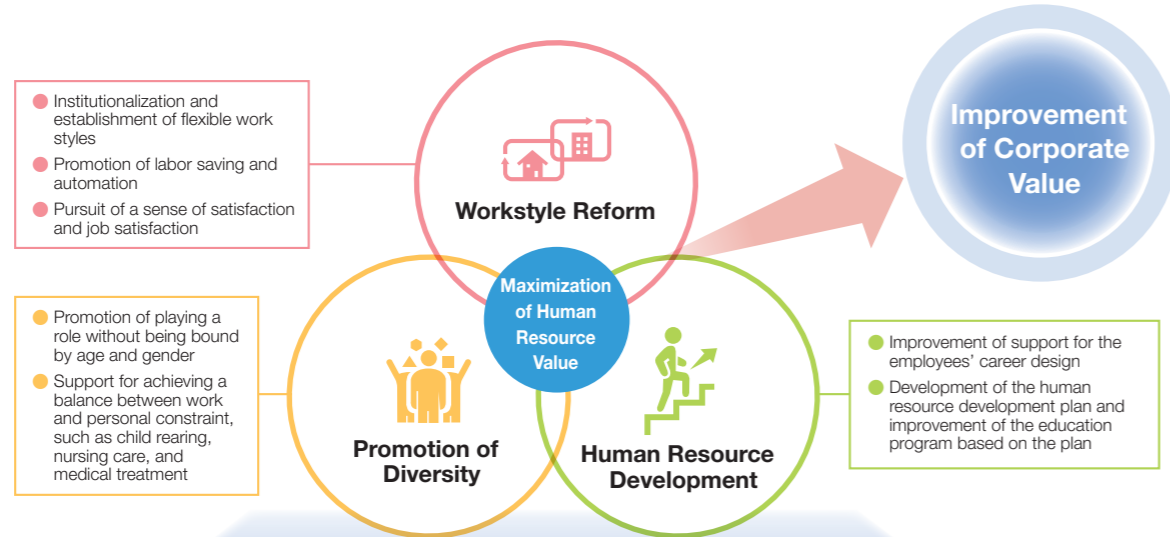 Institutionalization and
establishment of flexible work
styles
Promotion of labor saving and
automation
Pursuit of a sense of satisfaction
and job satisfaction
Workstyle Reform
Improvement
of Corporate
Value
Maximization
of Human
Resource
Value
Promotion of playing a
role without being bound
by age and gender
Support for achieving a
balance between work
and personal constraint,
such as child rearing,
nursing care, and
medical treatment
Promotion of
Diversity
Human Resource
Development
Improvement of support for the
employees’ career design
Development of the human
resource development plan and
improvement of the education
program based on the plan